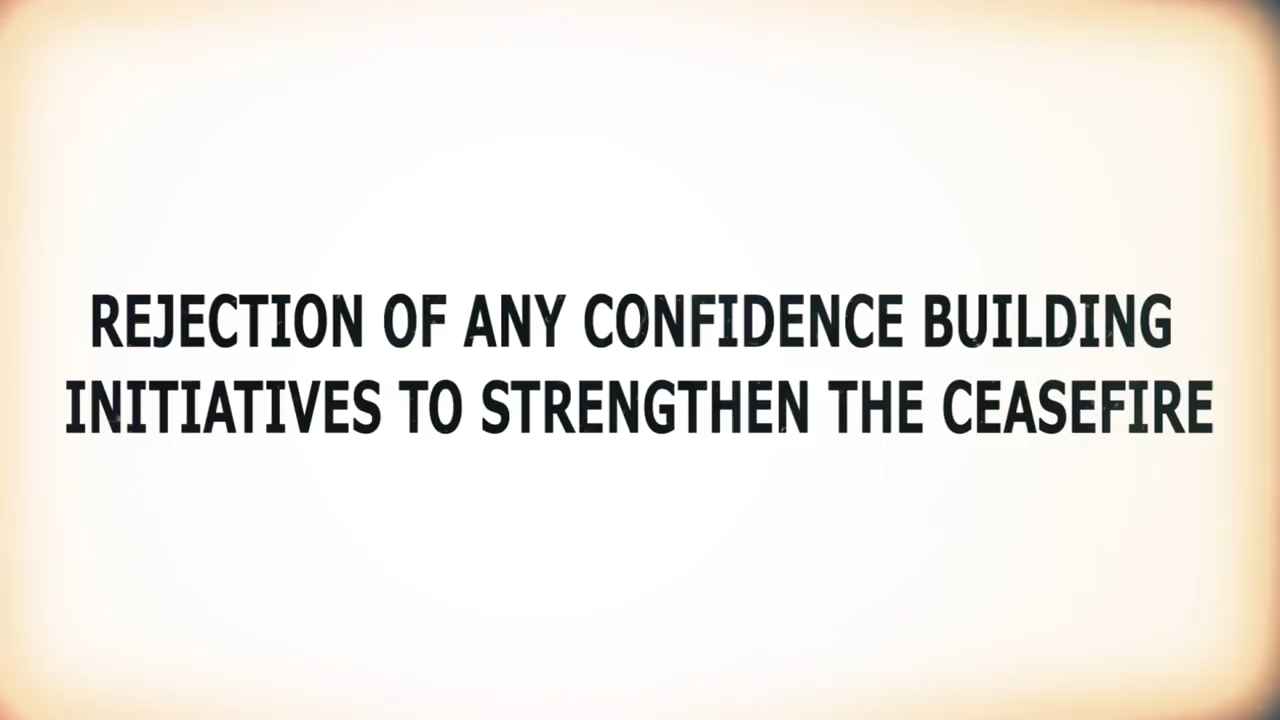 REJECTION OF ANY CONFIDENCE BUILDING
INITIATIVES TO STRENGTHEN THE CEASEFIRE